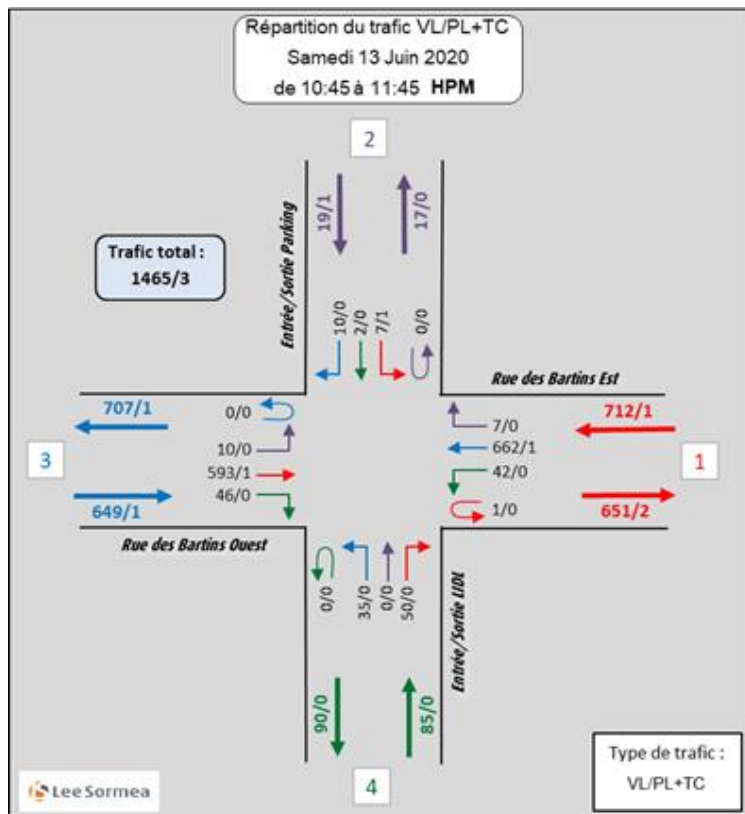 Répartition du trafic VL/PL+TC
Samedi 13 Juin 2020
de 10:45 à 11:45 HPM
2
19/1
17/0
Entrée/Sortie Parking
Trafic total :
1465/3
10/0
2/0
7/1
0/0
Rue des Bartins Est
707/1
0/0
7/0
712/1
10/0
662/1
3
1
593/1
42/0
46/0
649/1
1/0
651/2
Rue des Bartins Ouest
0/0
35/0
0/0
50/0
Entrée/Sortie LIDL
90/0
85/0
Type de trafic :
VL/PL+TC
4
Lee Sormea